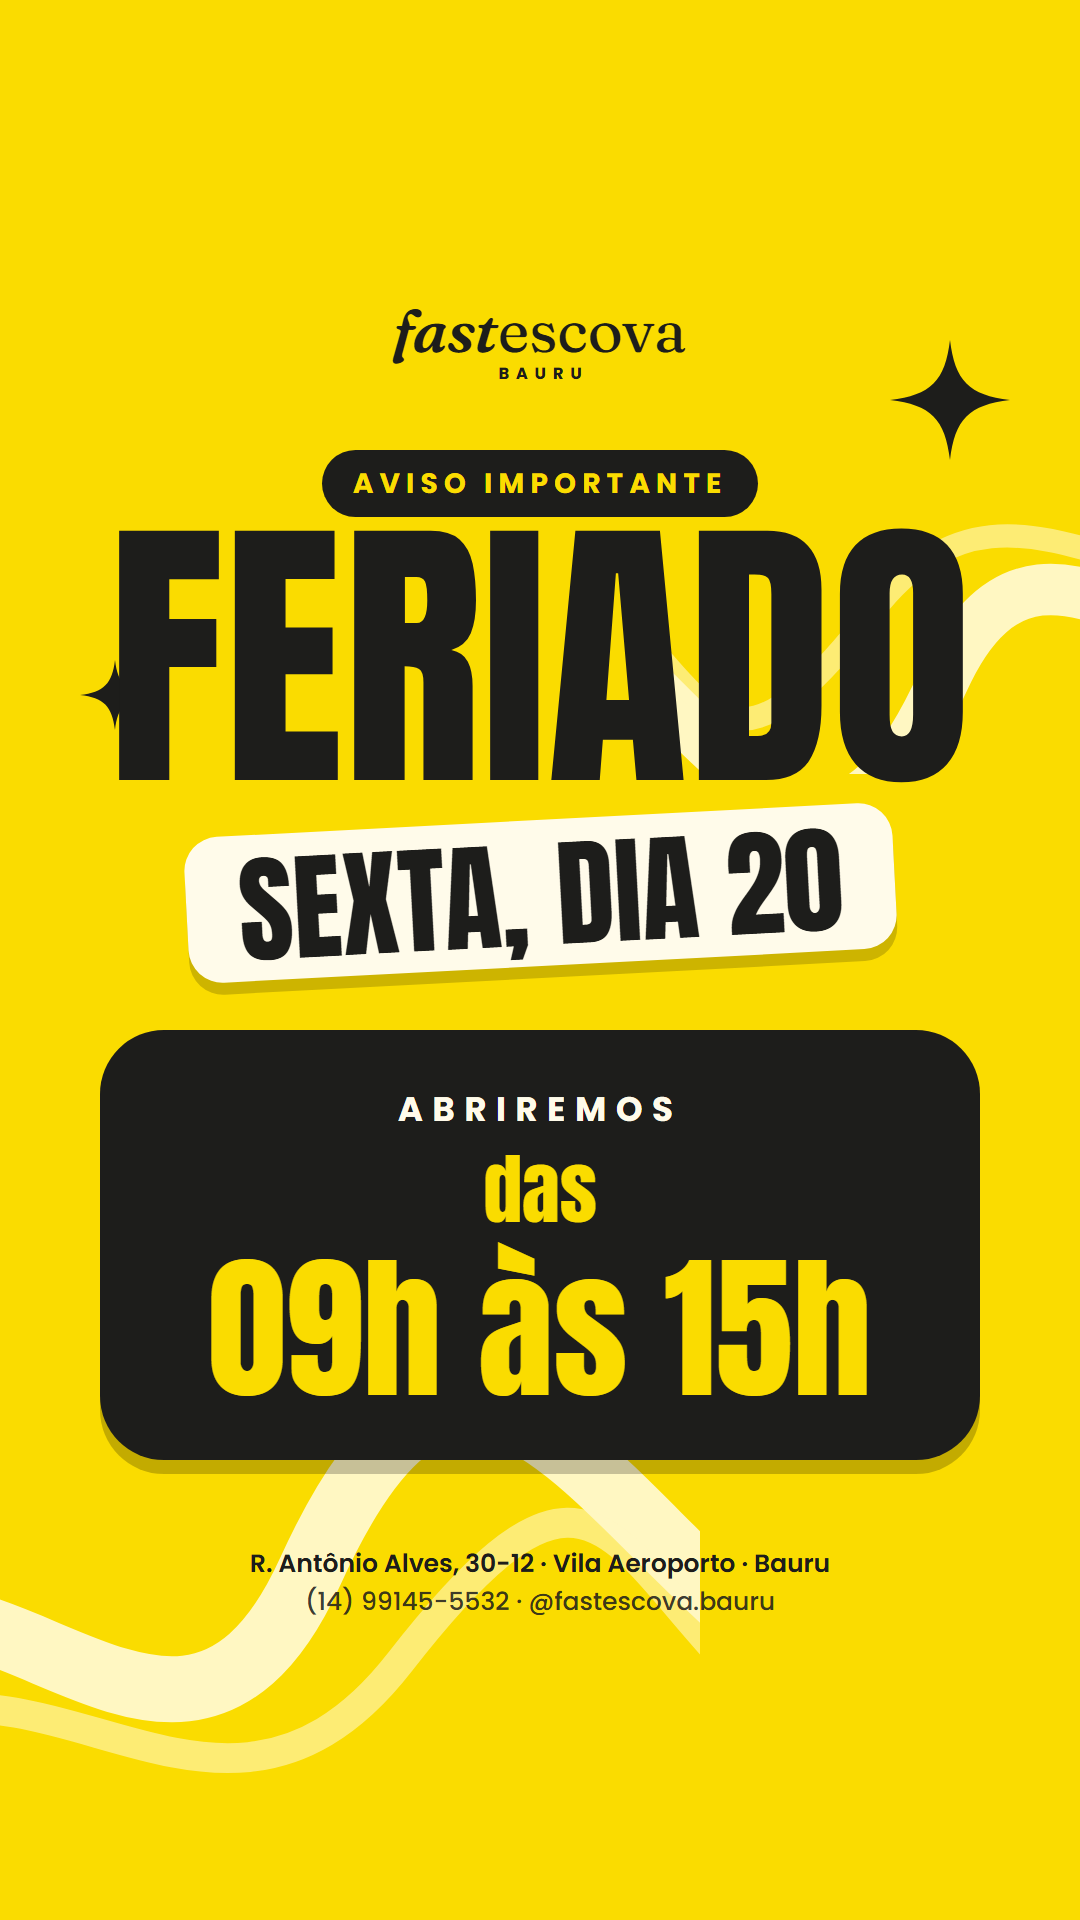 fastescova
BAURU
AVISO IMPORTANTE
FERIADO
SEXTA, DIA 20
ABRIREMOS
das
09h às 15h
R. Antônio Alves, 30-12 · Vila Aeroporto · Bauru
(14) 99145-5532 · @fastescova.bauru